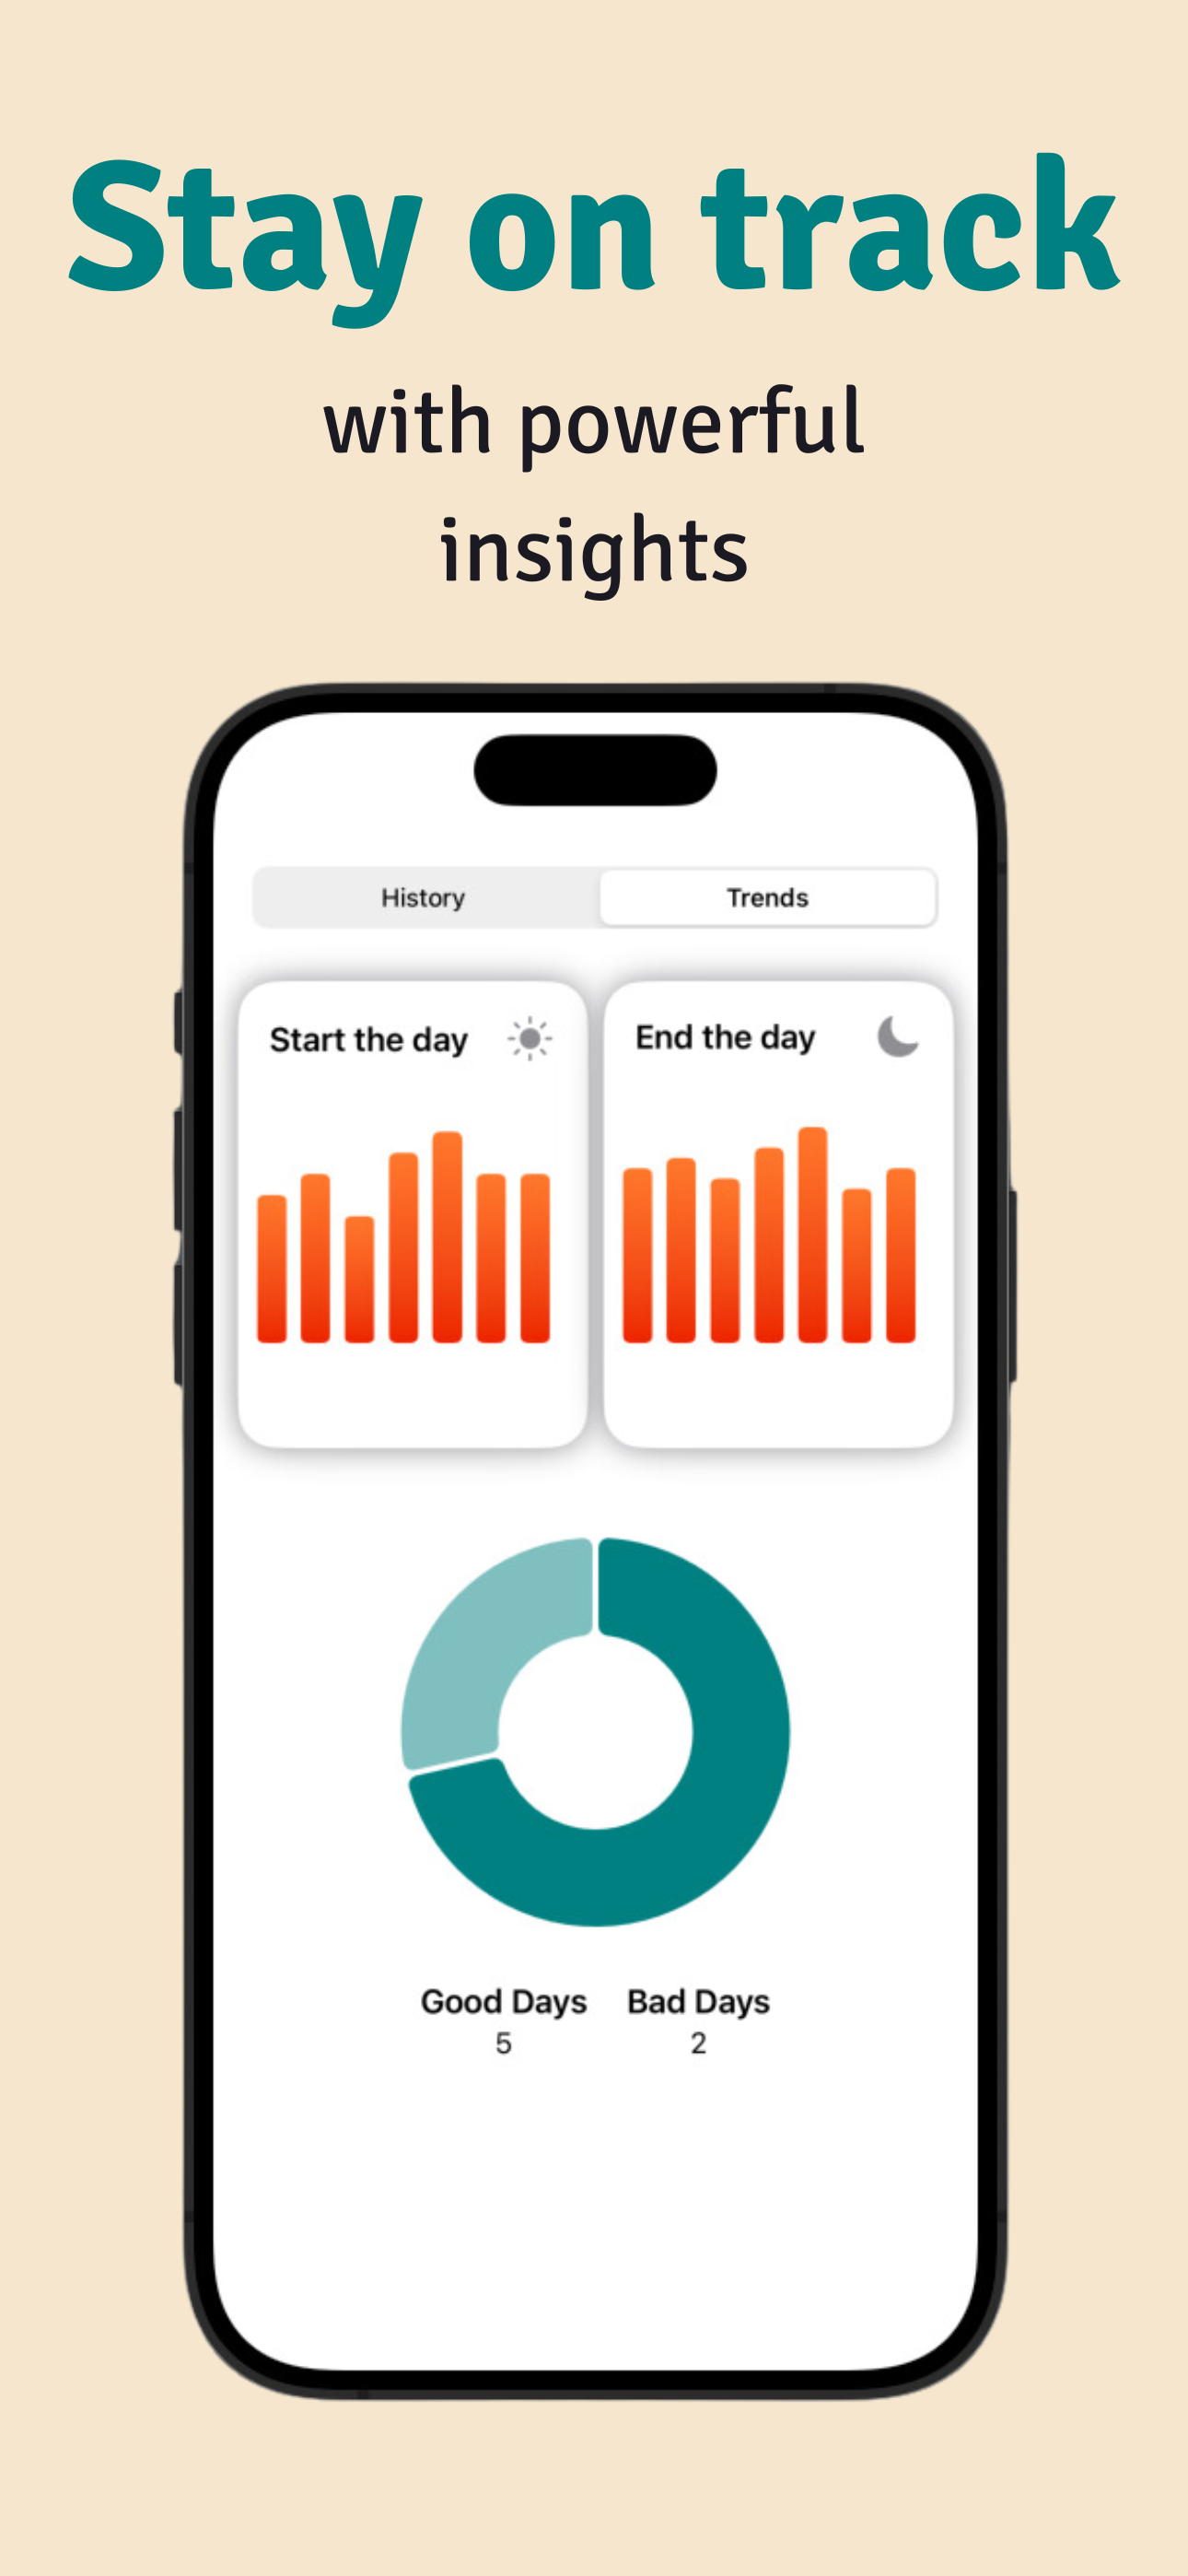 Stay on track
with powerful
insights
History Trends
Start the day End the day
Good Days Bad Days
5 2